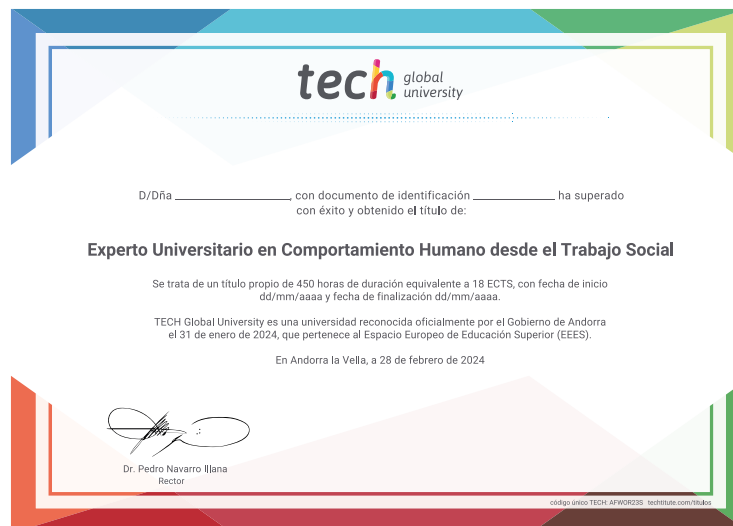 tech global university
D/Dña ____________________, con documento de identificación ______________ ha superado
con éxito y obtenido el título de:
Experto Universitario en Comportamiento Humano desde el Trabajo Social
Se trata de un título propio de 450 horas de duración equivalente a 18 ECTS, con fecha de inicio
dd/mm/aaaa y fecha de finalización dd/mm/aaaa.
TECH Global University es una universidad reconocida oficialmente por el Gobierno de Andorra
el 31 de enero de 2024, que pertenece al Espacio Europeo de Educación Superior (EEES).
En Andorra la Vella, a 28 de febrero de 2024
Dr. Pedro Navarro Illana
Rector
código único TECH: AFWOR23S techtitute.com/titulos